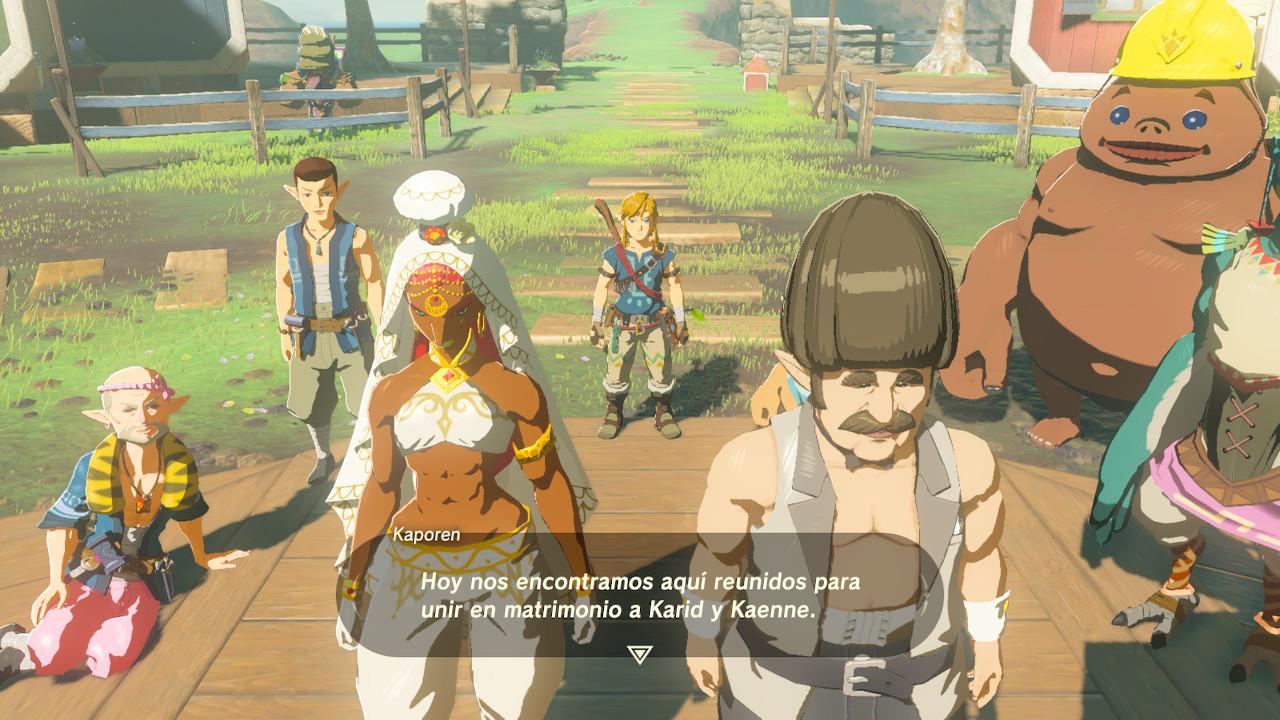 Kaporen
Hoy nos encontramos aquí reunidos para
unir en matrimonio a Karid y Kaenne.